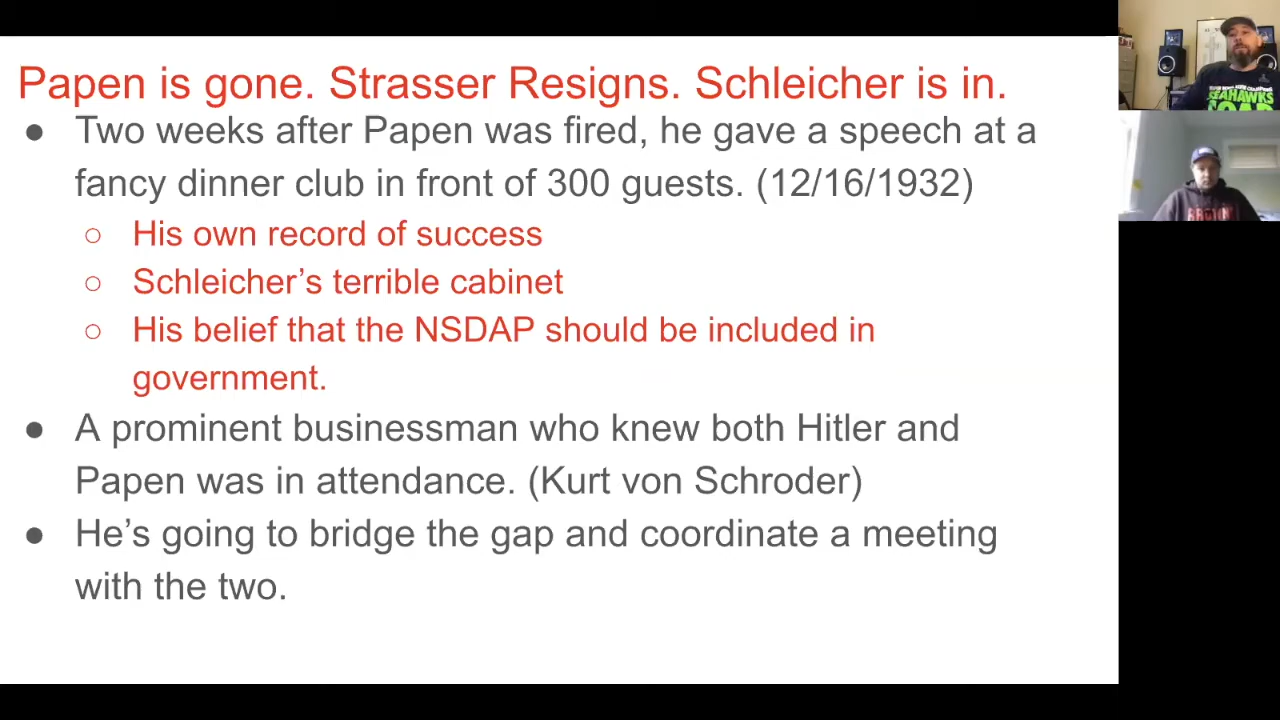 Papen is gone. Strasser Resigns. Schleicher is in.
● Two weeks after Papen was fired, he gave a speech at a
fancy dinner club in front of 300 guests. (12/16/1932)
○ His own record of success
○ Schleicher’s terrible cabinet
○ His belief that the NSDAP should be included in
government.
● A prominent businessman who knew both Hitler and
Papen was in attendance. (Kurt von Schroder)
● He’s going to bridge the gap and coordinate a meeting
with the two.
SEAHAWKS